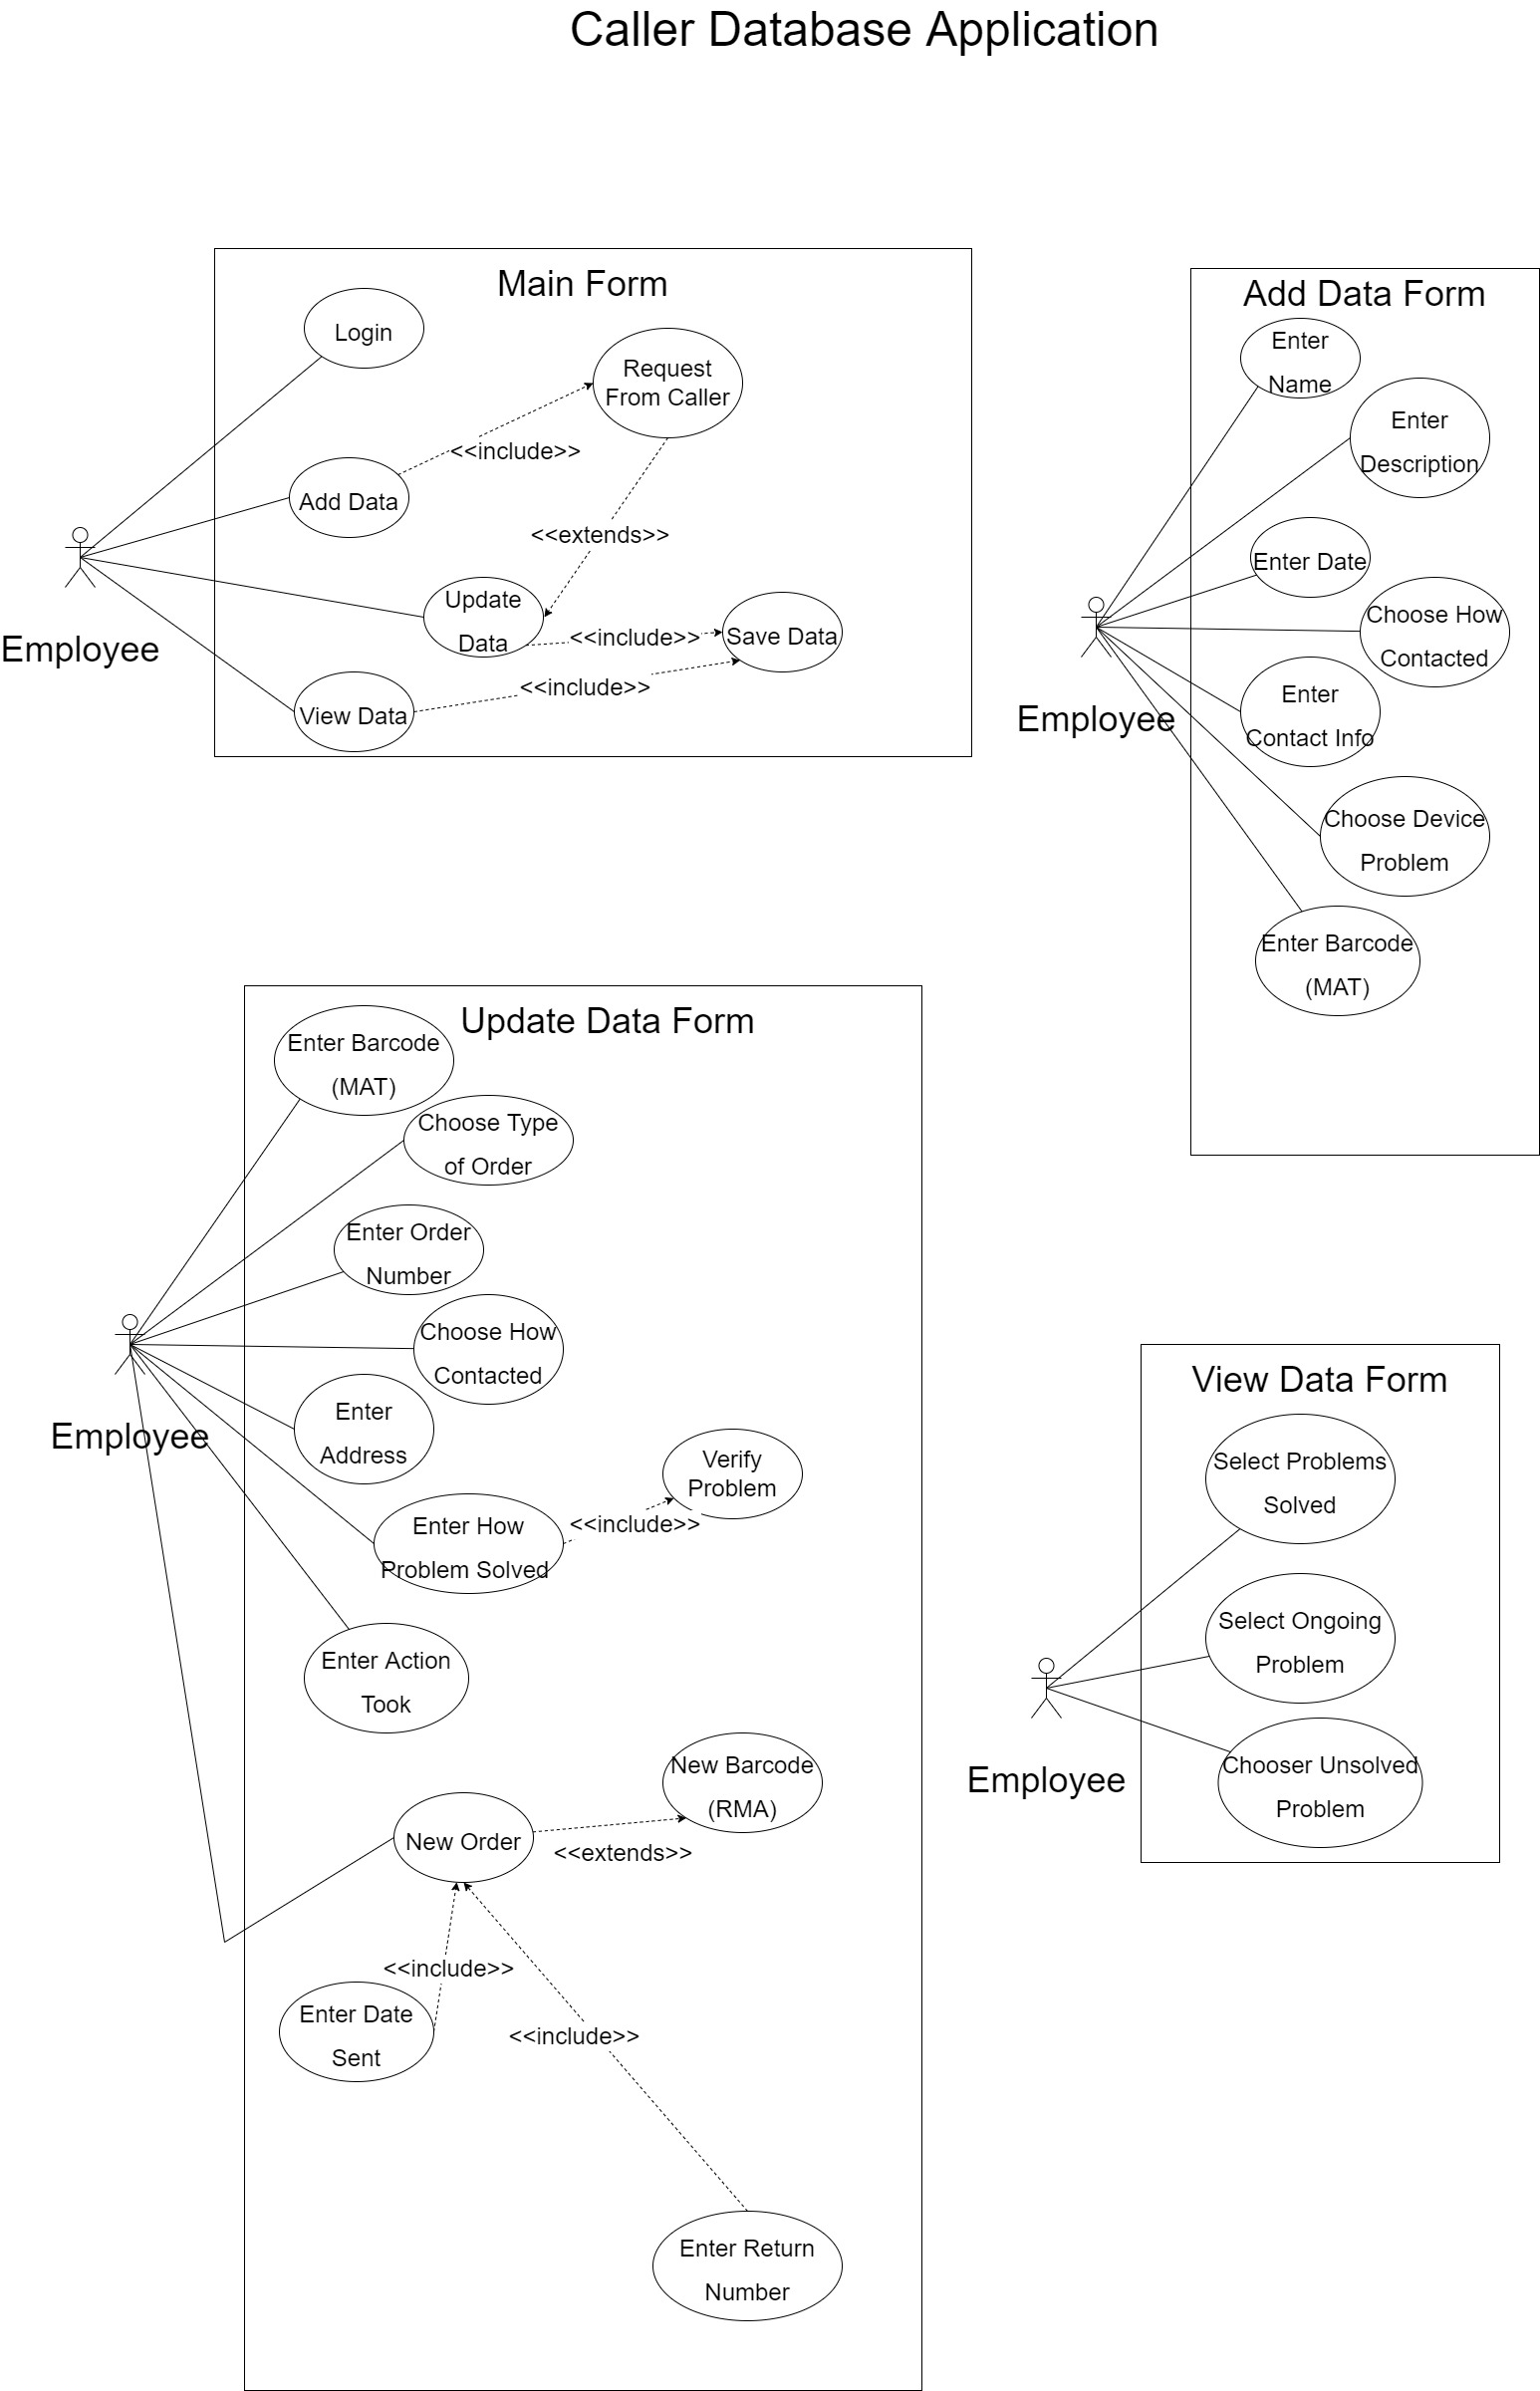 Caller Database Application
Main Form
Login
Request
From Caller
<<include>>
Add Data
<<extends>>
Update
Data
<<include>>
Save Data
<<include>>
View Data
Employee
Add Data Form
Enter
Name
Enter
Description
Enter Date
Choose How
Contacted
Enter
Contact Info
Choose Device
Problem
Enter Barcode
(MAT)
Employee
Update Data Form
Enter Barcode
(MAT)
Choose Type
of Order
Enter Order
Number
Choose How
Contacted
Enter
Address
Employee
Verify
Problem
<<include>>
Enter How
Problem Solved
Enter Action
Took
New Barcode
(RMA)
New Order
<<extends>>
<<include>>
Enter Date
Sent
<<include>>
Enter Return
Number
View Data Form
Select Problems
Solved
Select Ongoing
Problem
Chooser Unsolved
Problem
Employee